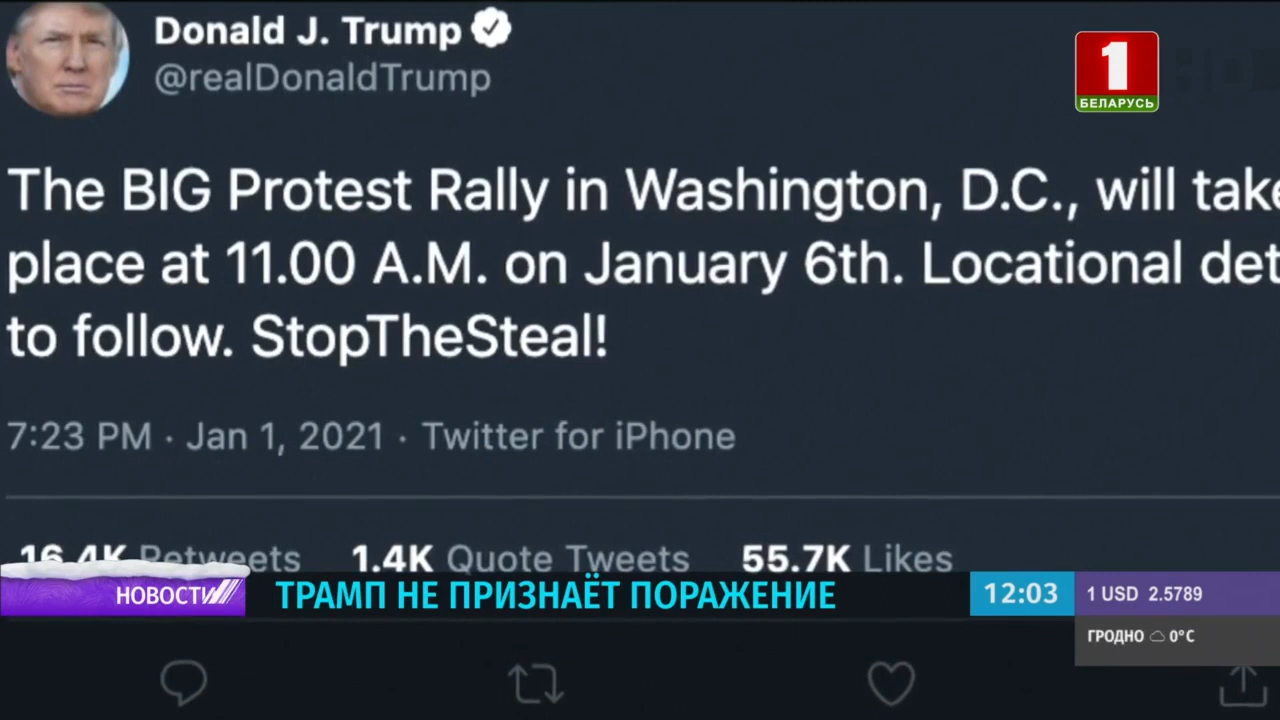 Donald J. Trump
@realDonaldTrump
1
БЕЛАРУСЬ
The BIG Protest Rally in Washington, D.C., will take
place at 11.00 A.M. on January 6th. Locational det
to follow. StopTheSteal!
7:23 PM · Jan 1, 2021 · Twitter for iPhone
16.4K Retweets 1.4K Quote Tweets 55.7K Likes
НОВОСТИ
ТРАМП НЕ ПРИЗНАЁТ ПОРАЖЕНИЕ
12:03
1 USD 2.5789
ГРОДНО 0°C